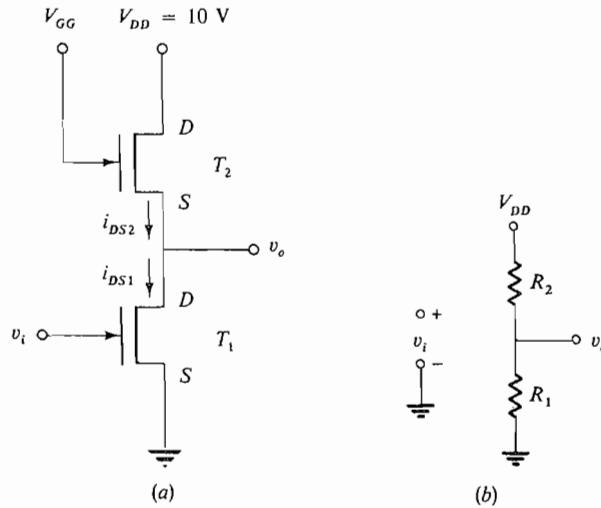 V_GG V_DD = 10 V
D
T_2
S
i_DS2
v_o
i_DS1
D
v_i
T_1
S
(a)
V_DD
R_2
+
v_i
−
R_1
(b)